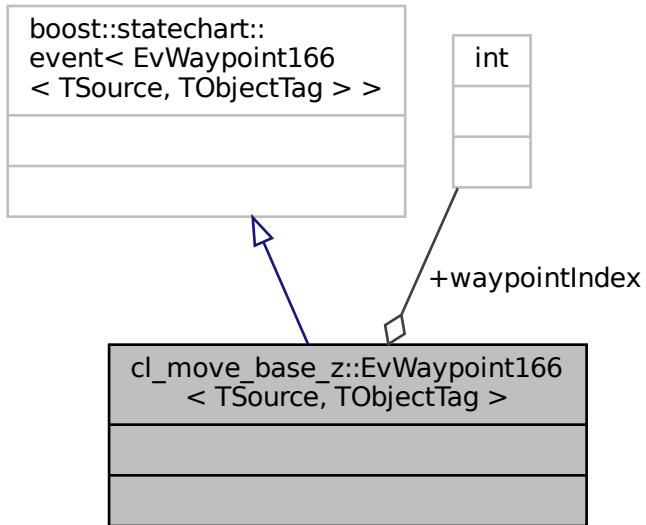 boost::statechart::
event< EvWaypoint166
< TSource, TObjectTag > >
int
+waypointIndex
cl_move_base_z::EvWaypoint166
< TSource, TObjectTag >